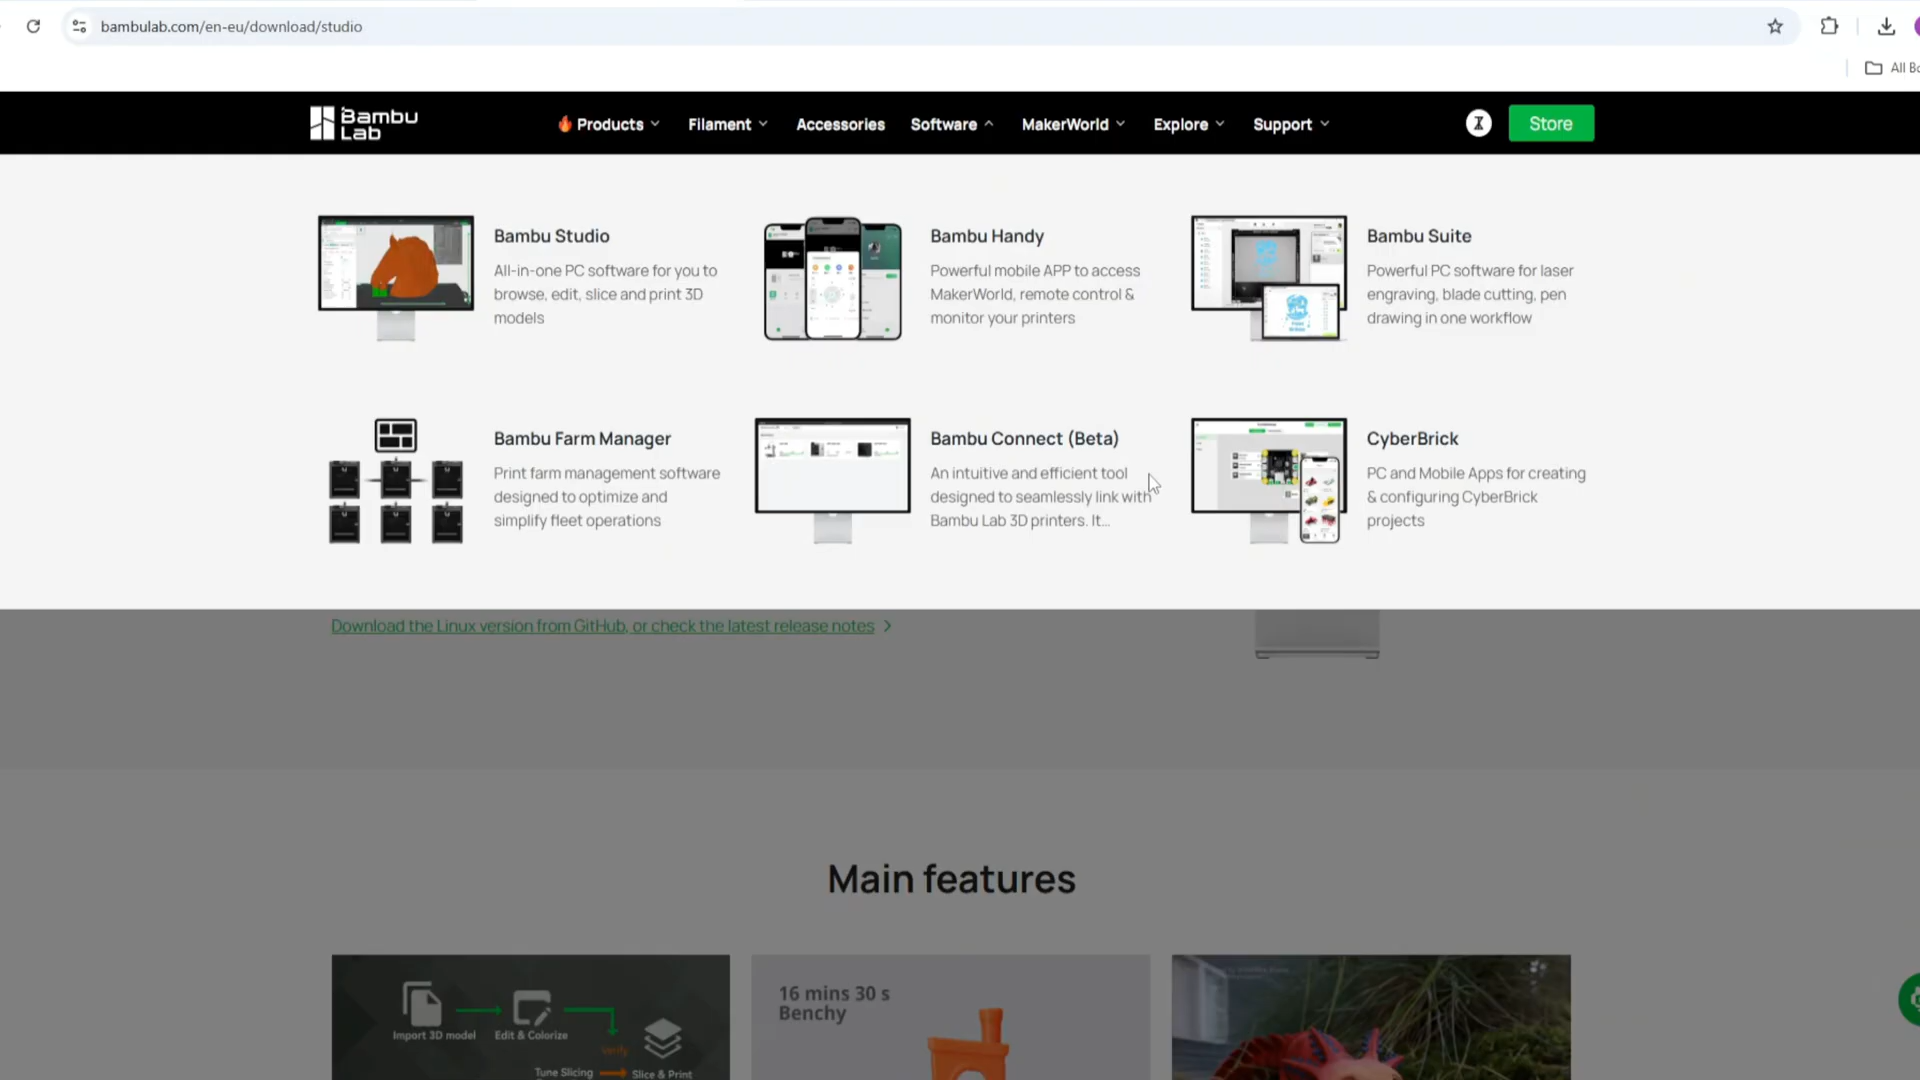 bambulab.com/en-eu/download/studio
All Bo
Bambu
Lab
Products
Filament
Accessories
Software
MakerWorld
Explore
Support
Store
Bambu Studio
All-in-one PC software for you to
browse, edit, slice and print 3D
models
Bambu Handy
Powerful mobile APP to access
MakerWorld, remote control &
monitor your printers
Bambu Suite
Powerful PC software for laser
engraving, blade cutting, pen
drawing in one workflow
Bambu Farm Manager
Print farm management software
designed to optimize and
simplify fleet operations
Bambu Connect (Beta)
An intuitive and efficient tool
designed to seamlessly link with
Bambu Lab 3D printers. It...
CyberBrick
PC and Mobile Apps for creating
& configuring CyberBrick
projects
Download the Linux version from GitHub, or check the latest release notes
Main features
Import 3D model
Edit & Colorize
Verify
Tune Slicing
Slice & Print
16 mins 30 s
Benchy